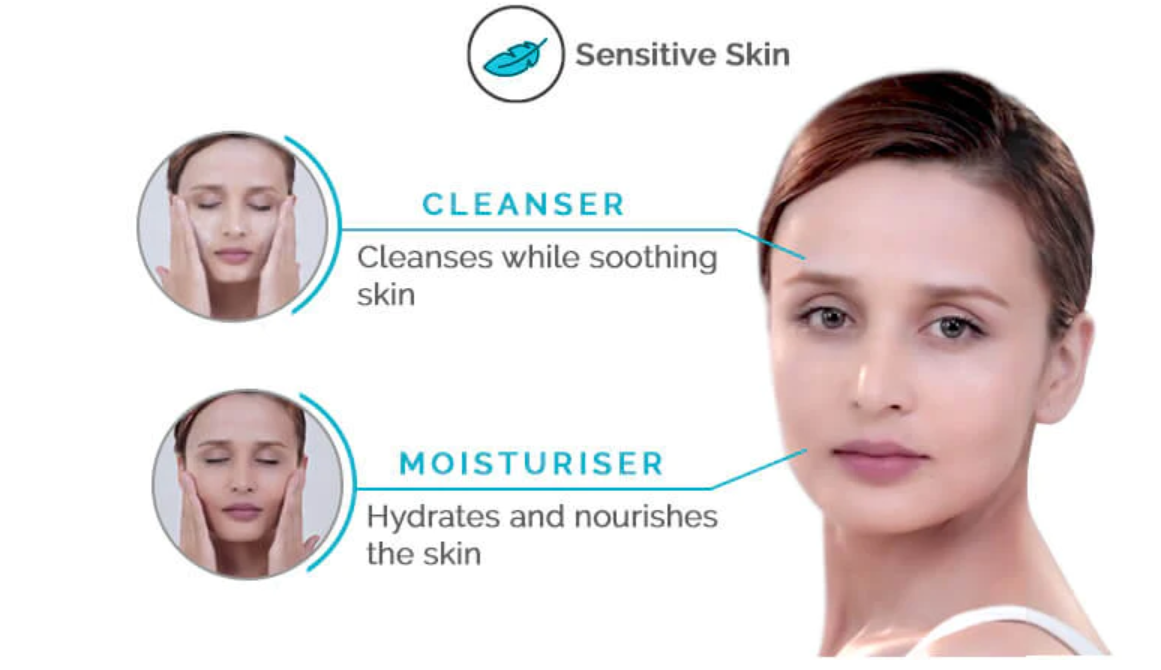 Sensitive Skin
CLEANSER
Cleanses while soothing
skin
MOISTURISER
Hydrates and nourishes
the skin